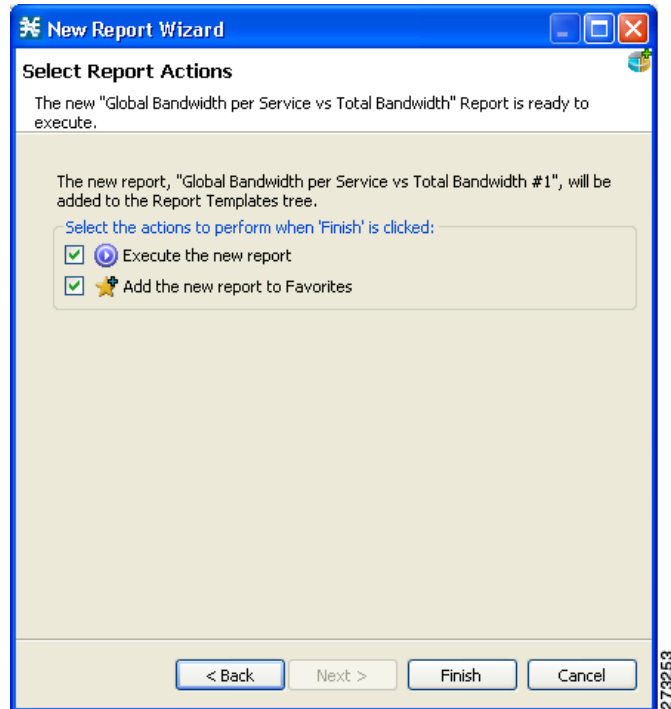 New Report Wizard
Select Report Actions
The new "Global Bandwidth per Service vs Total Bandwidth" Report is ready to
execute.
The new report, "Global Bandwidth per Service vs Total Bandwidth #1", will be
added to the Report Templates tree.
Select the actions to perform when 'Finish' is clicked:
Execute the new report
Add the new report to Favorites
< Back
Next >
Finish
Cancel
273253